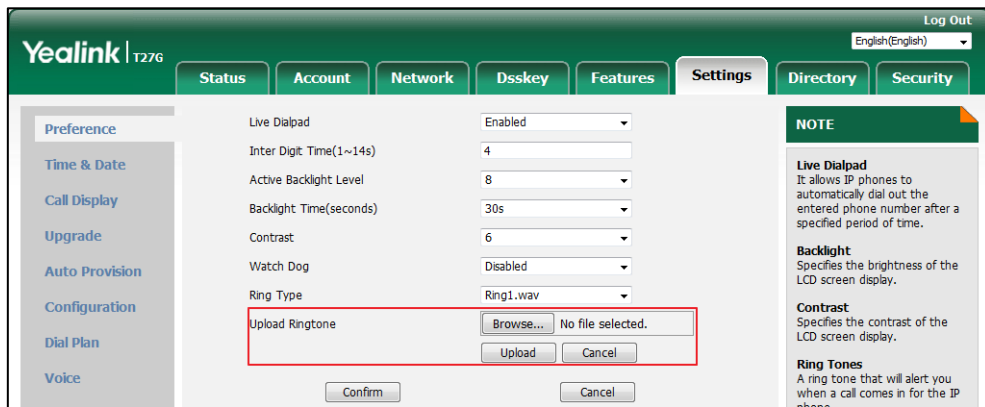 Log Out
Yealink | T27G
English(English)
Status Account Network Dsskey Features Settings Directory Security
Preference
Time & Date
Call Display
Upgrade
Auto Provision
Configuration
Dial Plan
Voice
Live Dialpad Enabled
Inter Digit Time(1~14s) 4
Active Backlight Level 8
Backlight Time(seconds) 30s
Contrast 6
Watch Dog Disabled
Ring Type Ring1.wav
Upload Ringtone Browse... No file selected.
Upload Cancel
Confirm Cancel
NOTE
Live Dialpad
It allows IP phones to
automatically dial out the
entered phone number after a
specified period of time.
Backlight
Specifies the brightness of the
LCD screen display.
Contrast
Specifies the contrast of the
LCD screen display.
Ring Tones
A ring tone that will alert you
when a call comes in for the IP
phone